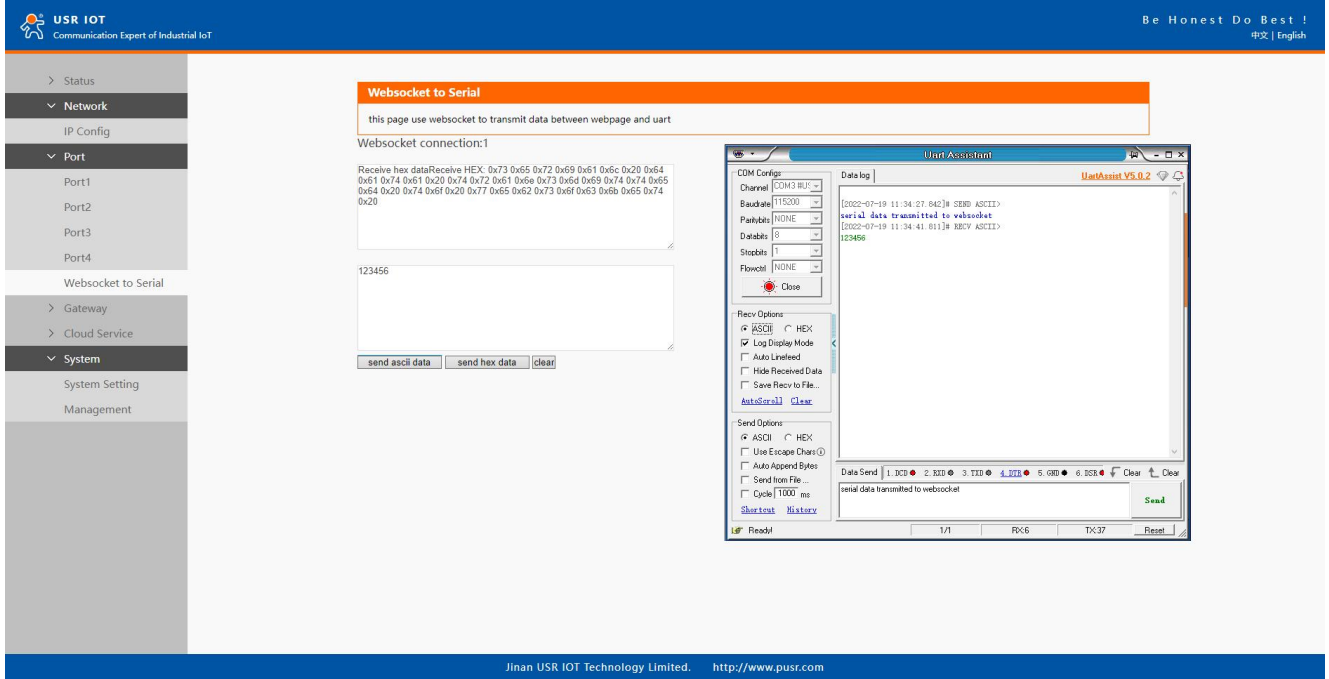 USR IOT
Communication Expert of Industrial IoT
Be Honest Do Best !
中文 | English
Status
Network
IP Config
Port
Port1
Port2
Port3
Port4
Websocket to Serial
Gateway
Cloud Service
System
System Setting
Management
Websocket to Serial
this page use websocket to transmit data between webpage and uart
Websocket connection:1
Receive hex dataReceive HEX: 0x73 0x65 0x72 0x69 0x61 0x6c 0x20 0x64
0x61 0x74 0x61 0x20 0x74 0x72 0x61 0x6e 0x73 0x6d 0x69 0x74 0x74 0x65
0x64 0x20 0x74 0x6f 0x20 0x77 0x65 0x62 0x73 0x6f 0x63 0x6b 0x65 0x74
0x20
123456
send ascii data send hex data clear
Uart Assistant
COM Configs
Channel COM3 #US
Baudrate 115200
Paritybits NONE
Databits 8
Stopbits 1
Flowctrl NONE
Close
Recv Options
ASCII HEX
Log Display Mode
Auto Linefeed
Hide Received Data
Save Recv to File...
AutoScroll Clear
Send Options
ASCII HEX
Use Escape Chars
Auto Append Bytes
Send from File ...
Cycle 1000 ms
Shortcut History
Data log UartAssist V5.0.2
[2022-07-19 11:34:27.842]# SEND ASCII>
serial data transmitted to websocket
[2022-07-19 11:34:41.811]# RECV ASCII>
123456
Data Send 1. DCD 2. RXD 3. TXD 4. DTR 5. GND 6. DSR Clear Clear
serial data transmitted to websocket
Send
Ready! 1/1 RX:6 TX:37 Reset
Jinan USR IOT Technology Limited. http://www.pusr.com